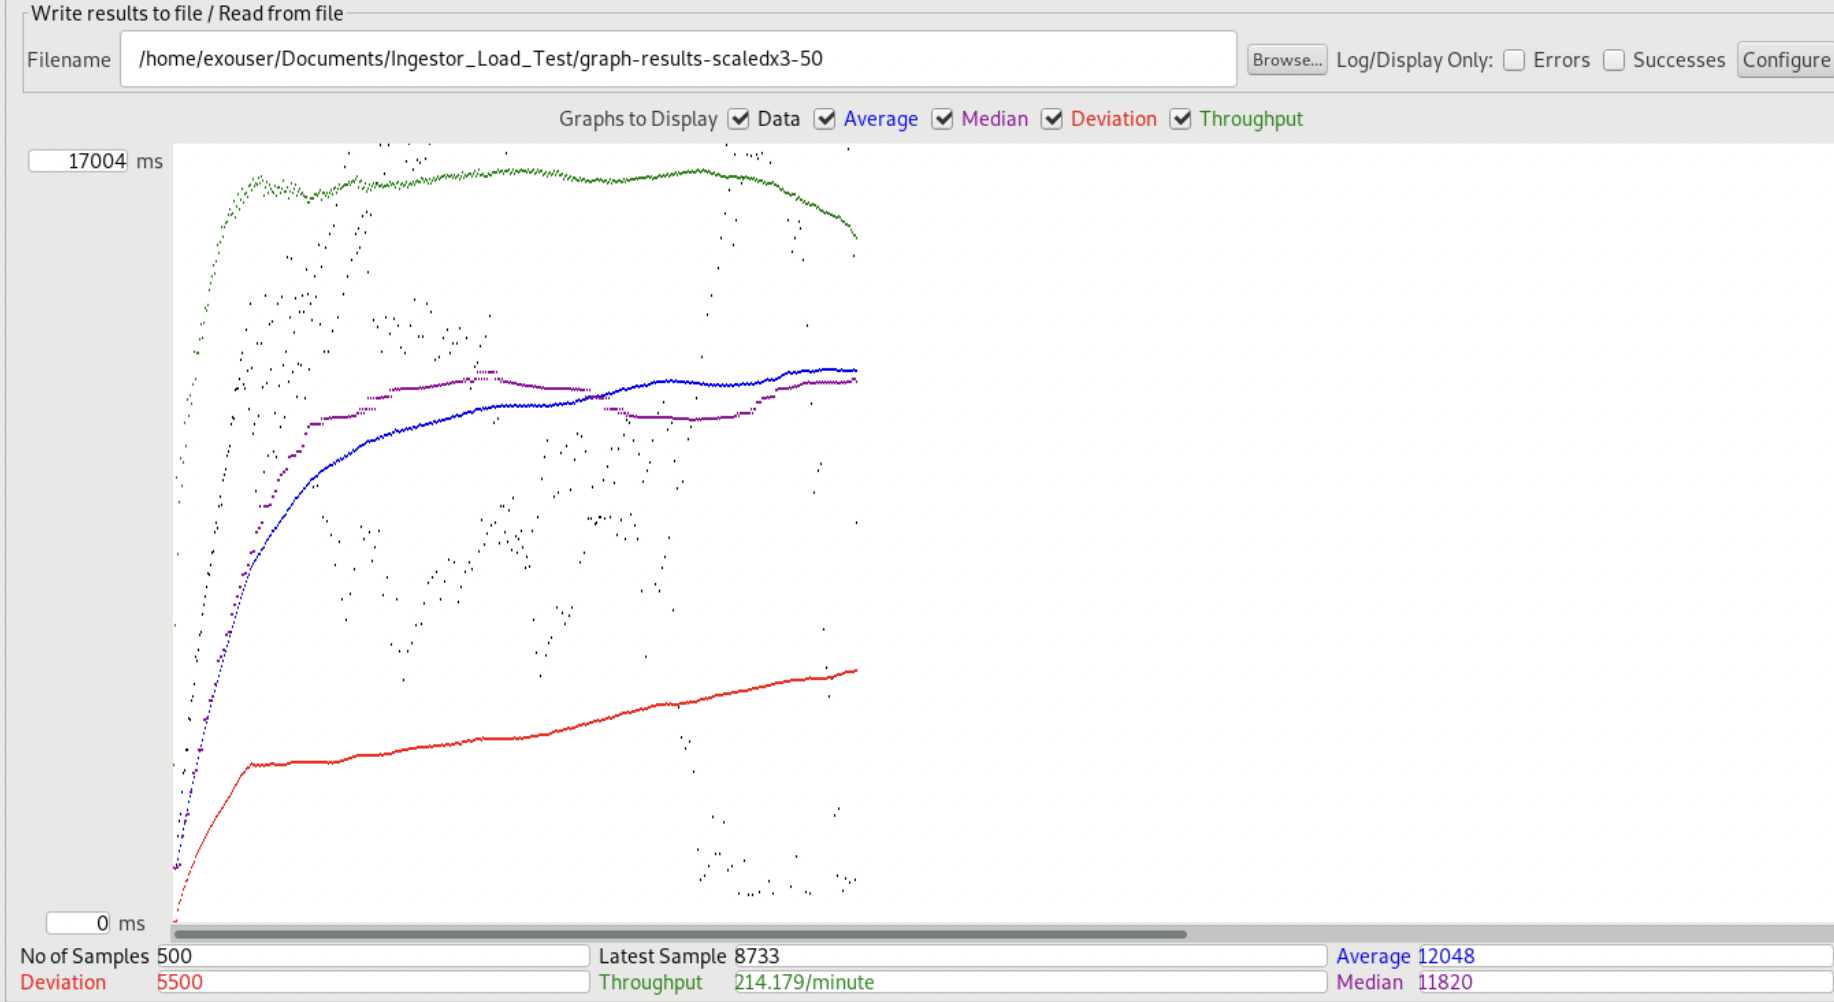 Write results to file / Read from file
Filename /home/exouser/Documents/Ingestor_Load_Test/graph-results-scaledx3-50 Browse... Log/Display Only: Errors Successes Configure
Graphs to Display Data Average Median Deviation Throughput
17004 ms
0 ms
No of Samples 500 Latest Sample 8733 Average 12048
Deviation 5500 Throughput 214.179/minute Median 11820